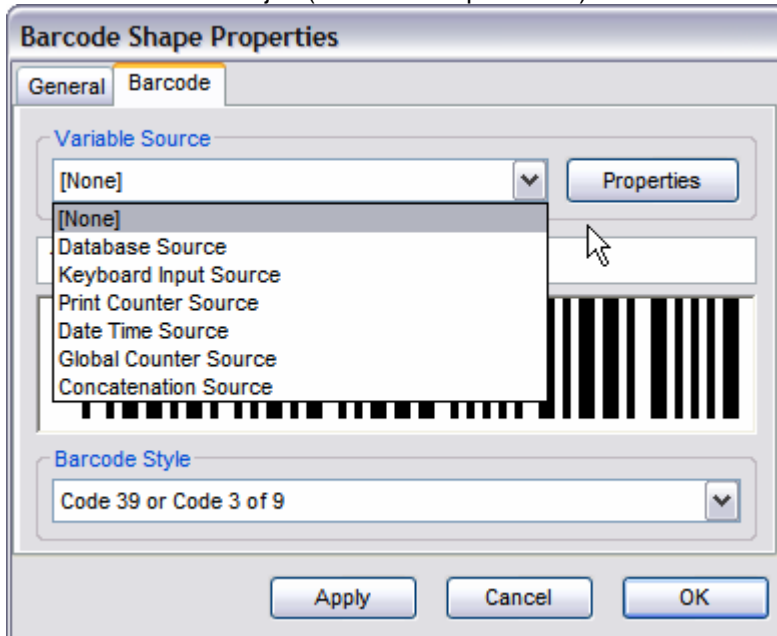 Barcode Shape Properties
General Barcode
Variable Source
[None] Properties
[None]
Database Source
Keyboard Input Source
Print Counter Source
Date Time Source
Global Counter Source
Concatenation Source
Barcode Style
Code 39 or Code 3 of 9
Apply Cancel OK